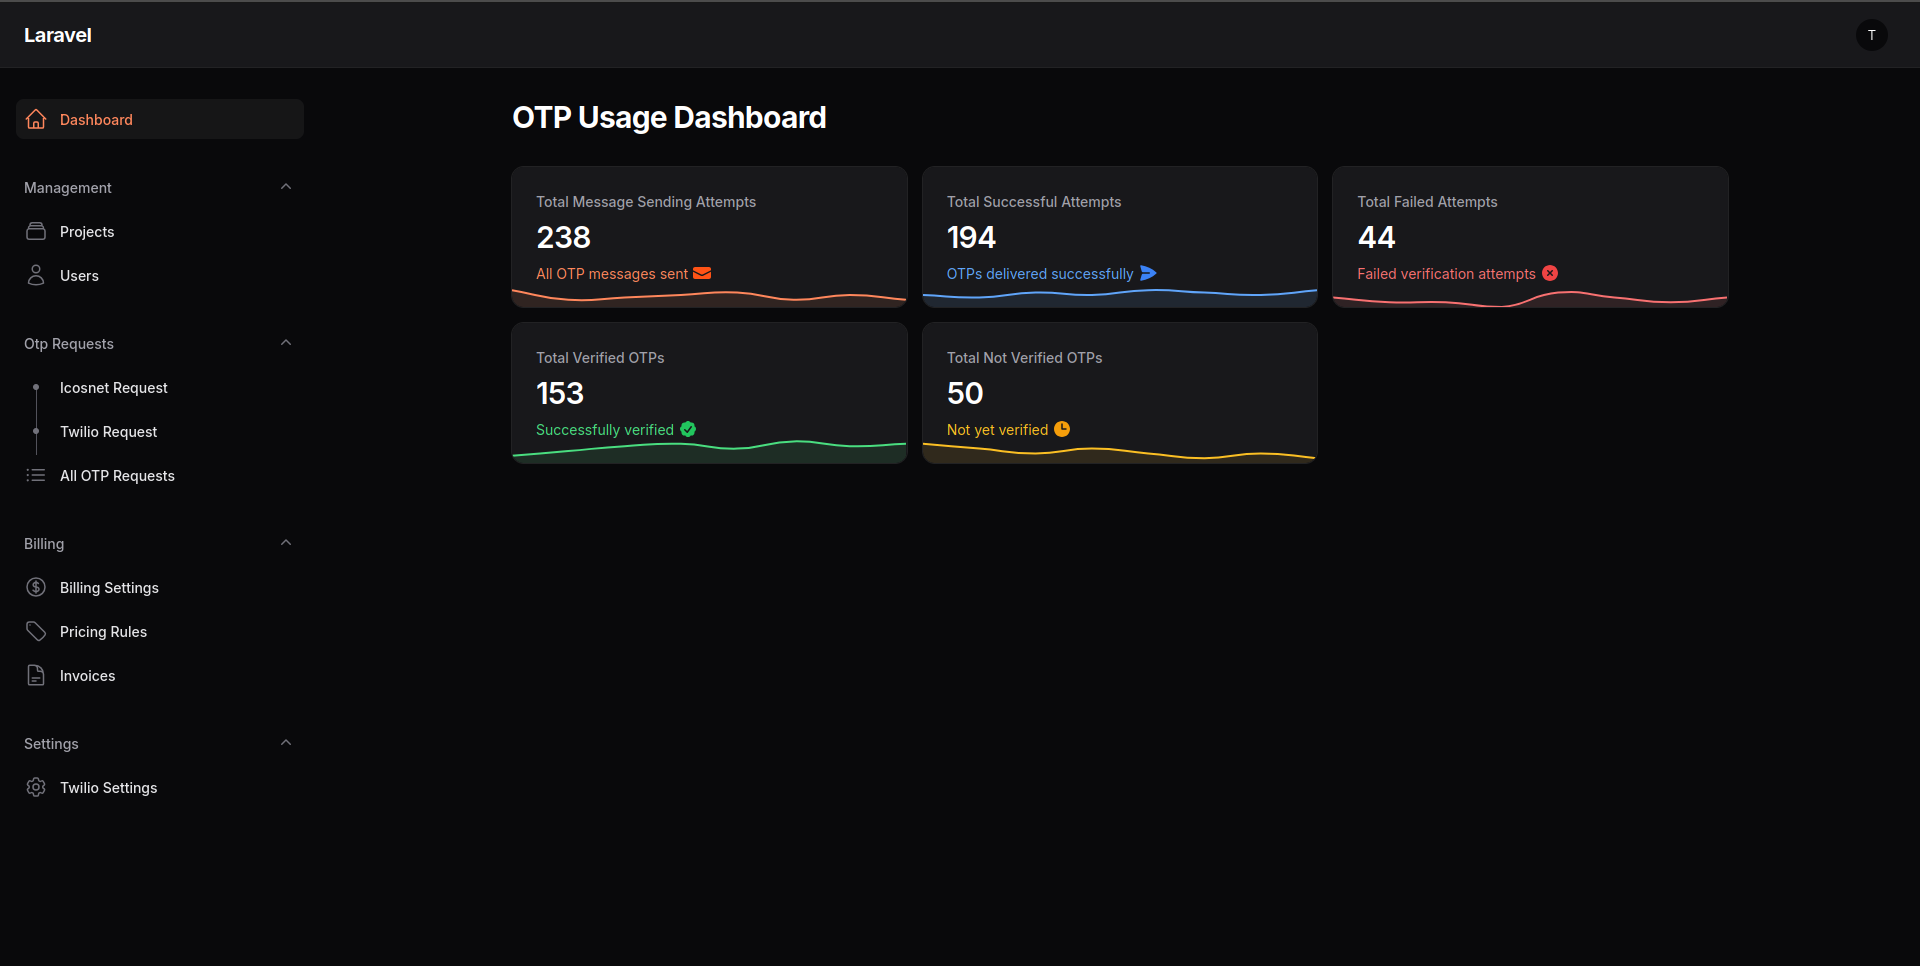 Laravel
T
Dashboard
Management
Projects
Users
Otp Requests
Icosnet Request
Twilio Request
All OTP Requests
Billing
Billing Settings
Pricing Rules
Invoices
Settings
Twilio Settings
OTP Usage Dashboard
Total Message Sending Attempts
238
All OTP messages sent
Total Successful Attempts
194
OTPs delivered successfully
Total Failed Attempts
44
Failed verification attempts
Total Verified OTPs
153
Successfully verified
Total Not Verified OTPs
50
Not yet verified